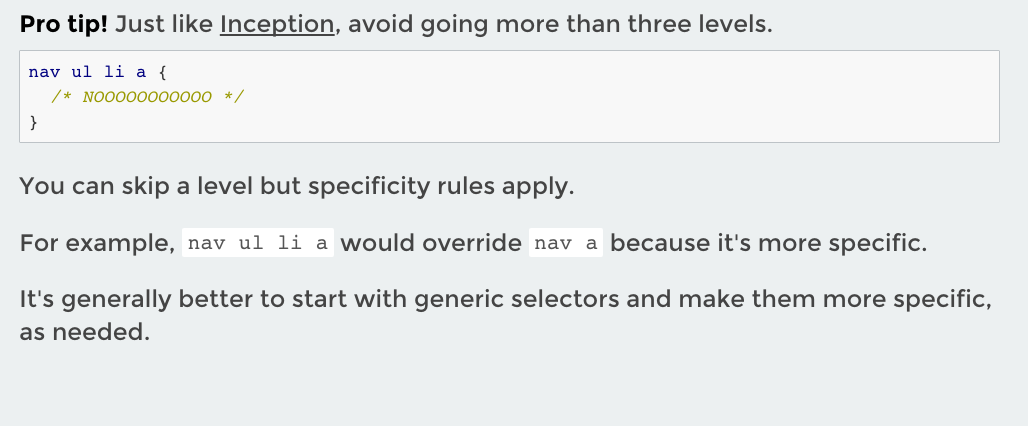 Pro tip! Just like Inception, avoid going more than three levels.
nav ul li a {
  /* NOOOOOOOOOOO */
}
You can skip a level but specificity rules apply.
For example, nav ul li a would override nav a because it's more specific.
It's generally better to start with generic selectors and make them more specific,
as needed.